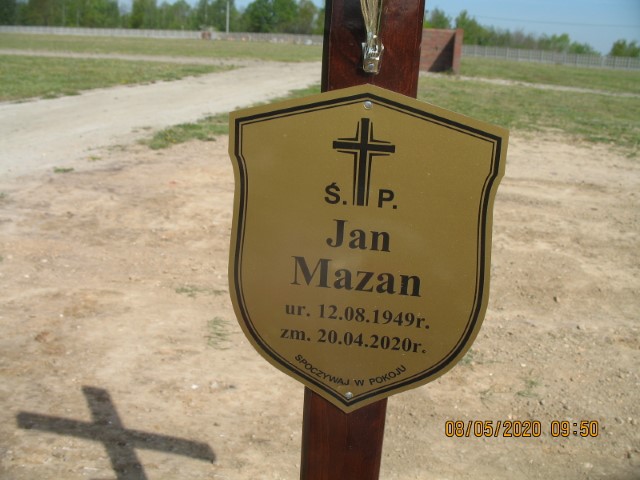 Ś. P.
Jan
Mazan
ur. 12.08.1949r.
zm. 20.04.2020r.
SPOCZYWAJ W POKOJU
08/05/2020 09:50